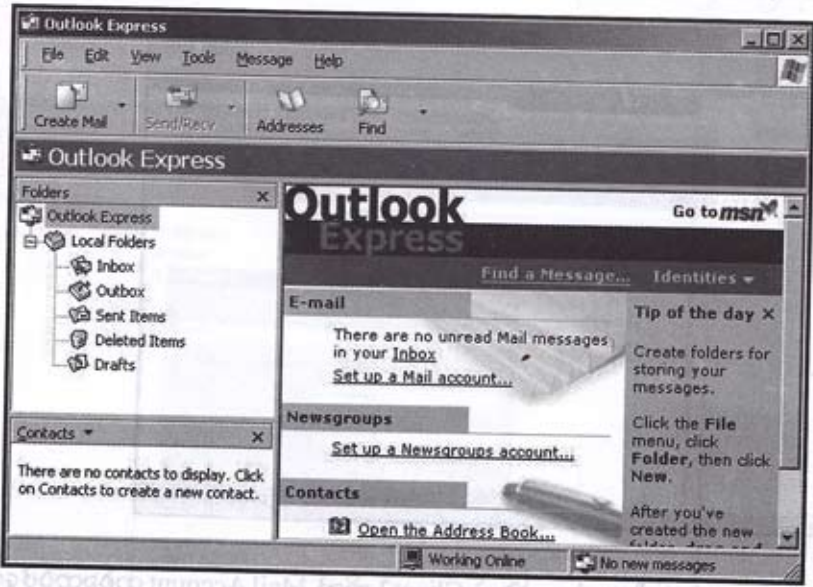 Outlook Express
File Edit View Tools Message Help
Create Mail Send/Recv Addresses Find
Outlook Express
Folders
Outlook Express
Local Folders
Inbox
Outbox
Sent Items
Deleted Items
Drafts
Contacts
There are no contacts to display. Click
on Contacts to create a new contact.
Outlook
Express
Go to msn
Find a Message... Identities
E-mail
There are no unread Mail messages
in your Inbox
Set up a Mail account...
Newsgroups
Set up a Newsgroups account...
Contacts
Open the Address Book...
Tip of the day
Create folders for
storing your
messages.
Click the File
menu, click
Folder, then click
New.
After you've
created the new
Working Online No new messages